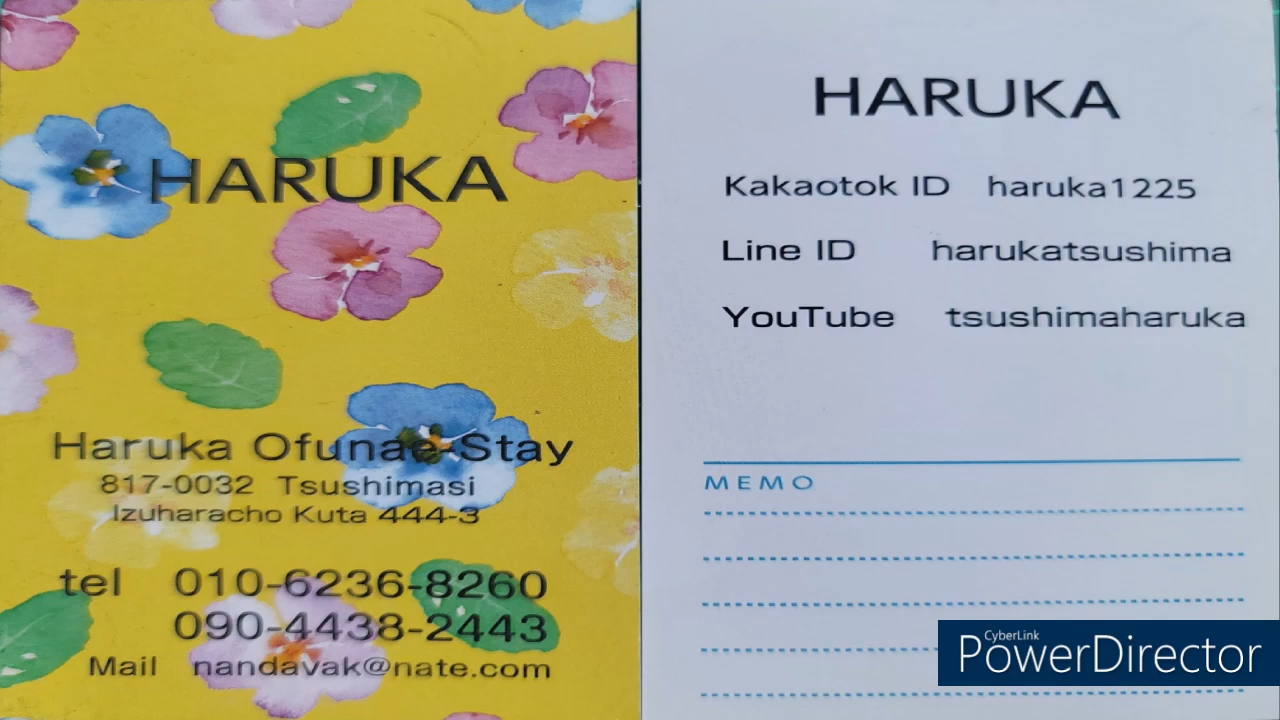 HARUKA
Haruka Ofunae-Stay
817-0032 Tsushimasi
Izuharacho Kuta 444-3
tel 010-6236-8260
090-4438-2443
Mail nandavak@nate.com
HARUKA
Kakaotok ID haruka1225
Line ID harukatsushima
YouTube tsushimaharuka
MEMO
CyberLink
PowerDirector